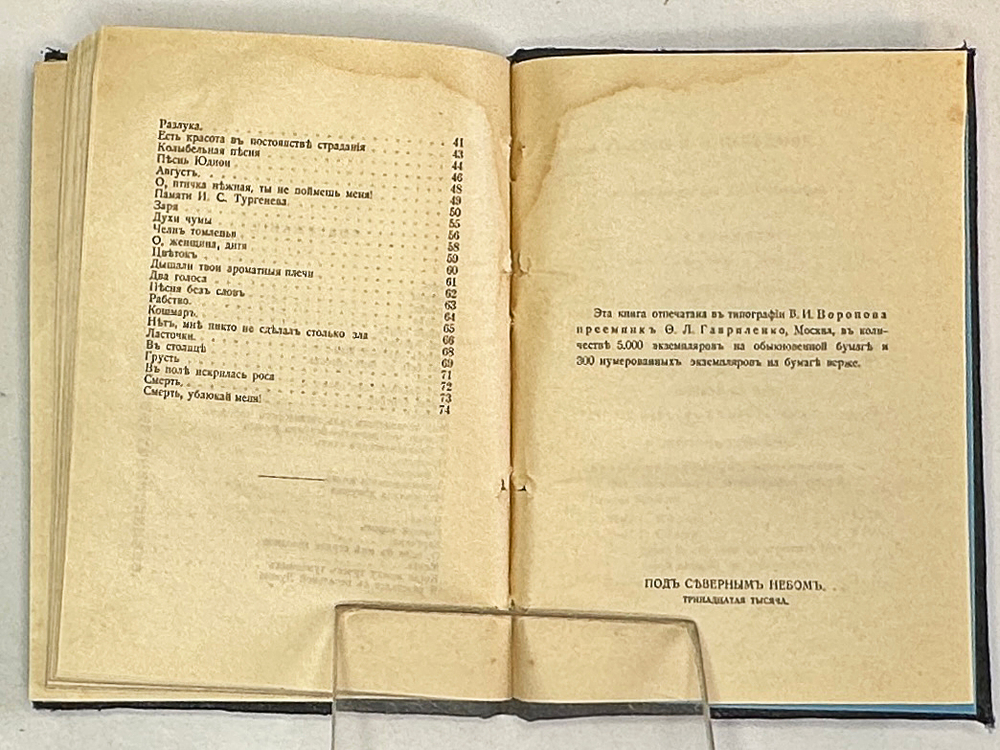 Разлука. 41
Есть красота въ постоянствѣ страданія 43
Колыбельная пѣсня 44
Пѣснь Юдиѳи 46
Августъ. 48
О, птичка нѣжная, ты не поймешь меня! 49
Памяти И. С. Тургенева. 50
Заря 55
Духи чумы 56
Челнъ томленья 58
О, женщина, дитя 59
Цвѣтокъ 60
Дышали твои ароматныя плечи 61
Два голоса 62
Пѣсня безъ словъ 63
Рабство. 64
Кошмаръ. 65
Нѣтъ, мнѣ никто не сдѣлалъ столько зла 66
Ласточки. 68
Въ столицѣ 69
Грусть 71
Въ полѣ искрилась роса 72
Смерть. 73
Смерть, убаюкай меня! 74
Эта книга отпечатана въ типографіи В. И. Воронова
преемникъ Ѳ. Л. Гавриленко, Москва, въ коли-
чествѣ 5.000 экземпляровъ на обыкновенной бумагѣ и
300 нумерованныхъ экземпляровъ на бумагѣ верже.
ПОДЪ СѢВЕРНЫМЪ НЕБОМЪ.
ТРИНАДЦАТАЯ ТЫСЯЧА.